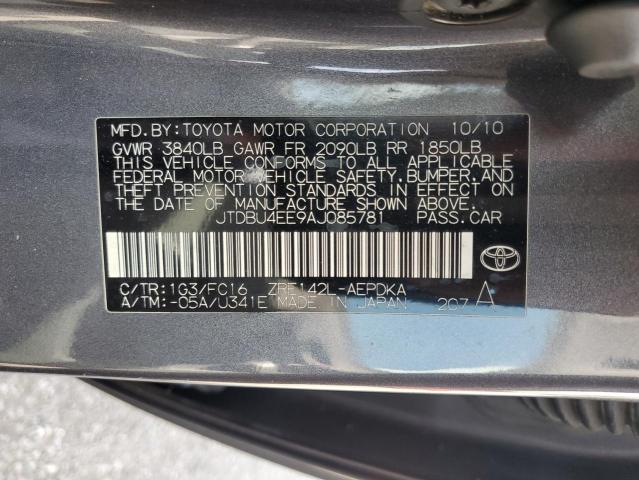 MFD.BY:TOYOTA MOTOR CORPORATION 10/10
GVWR 3840LB GAWR FR 2090LB RR 1850LB
THIS VEHICLE CONFORMS TO ALL APPLICABLE
FEDERAL MOTOR VEHICLE SAFETY,BUMPER,AND
THEFT PREVENTION STANDARDS IN EFFECT ON
THE DATE OF MANUFACTURE SHOWN ABOVE.
JTDBU4EE9AJ085781 PASS.CAR
C/TR:1G3/FC16 ZRE142L-AEPDKA
A/TM:-05A/U341E MADE IN JAPAN 207 A